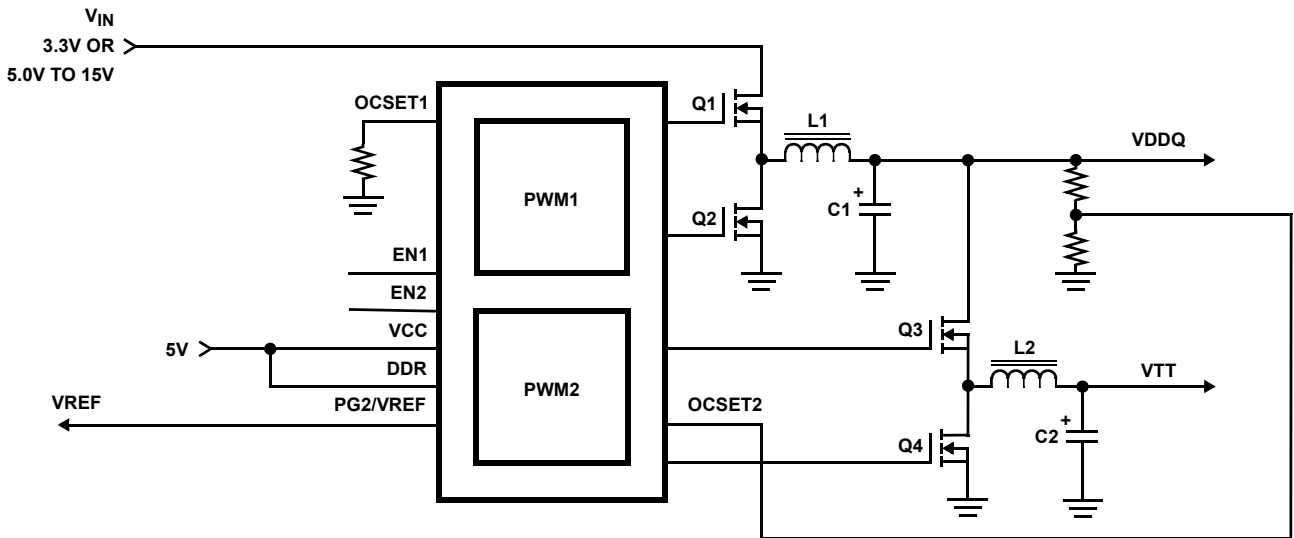 VIN
3.3V OR
5.0V TO 15V
OCSET1
Q1
L1
VDDQ
PWM1
+
C1
Q2
EN1
EN2
VCC
5V
DDR
VREF
PG2/VREF
PWM2
OCSET2
Q3
L2
VTT
+
C2
Q4